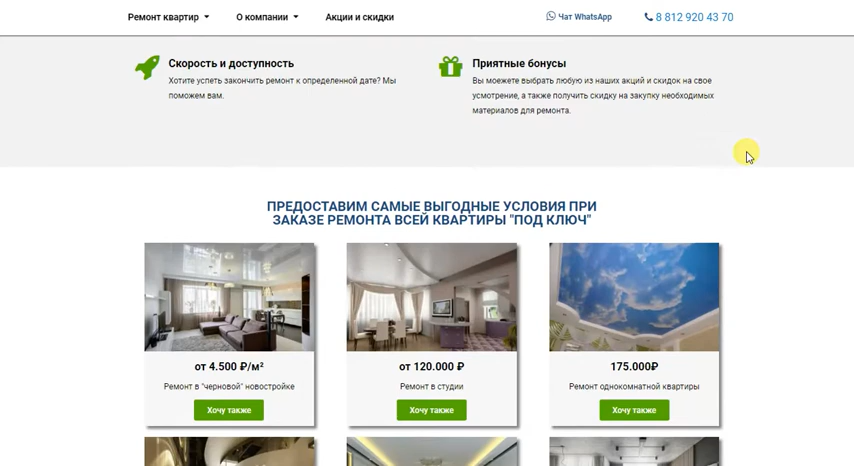 Ремонт квартир
О компании
Акции и скидки
Чат WhatsApp
8 812 920 43 70
Скорость и доступность
Хотите успеть закончить ремонт к определенной дате? Мы
поможем вам.
Приятные бонусы
Вы моежете выбрать любую из наших акций и скидок на свое
усмотрение, а также получить скидку на закупку необходимых
материалов для ремонта.
ПРЕДОСТАВИМ САМЫЕ ВЫГОДНЫЕ УСЛОВИЯ ПРИ
ЗАКАЗЕ РЕМОНТА ВСЕЙ КВАРТИРЫ "ПОД КЛЮЧ"
от 4.500 ₽/м²
Ремонт в "черновой" новостройке
Хочу также
от 120.000 ₽
Ремонт в студии
Хочу также
175.000₽
Ремонт однокомнатной квартиры
Хочу также